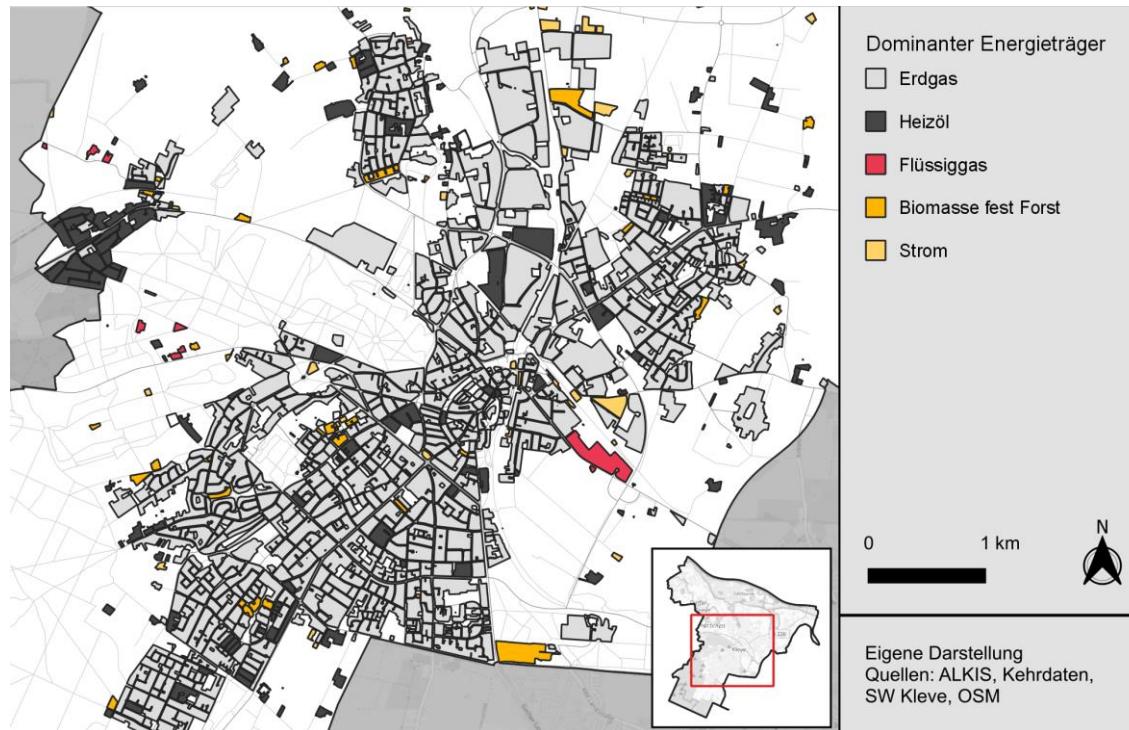 Dominanter Energieträger
Erdgas
Heizöl
Flüssiggas
Biomasse fest Forst
Strom
0 1 km
N
Kleve
Eigene Darstellung
Quellen: ALKIS, Kehrdaten,
SW Kleve, OSM